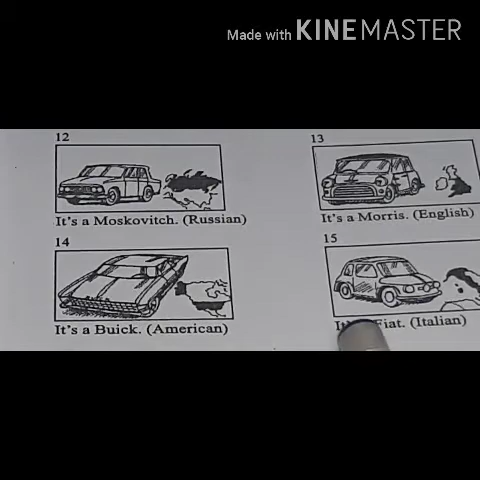 Made with KINEMASTER
12
It's a Moskovitch. (Russian)
13
It's a Morris. (English)
14
It's a Buick. (American)
15
Fiat. (Italian)